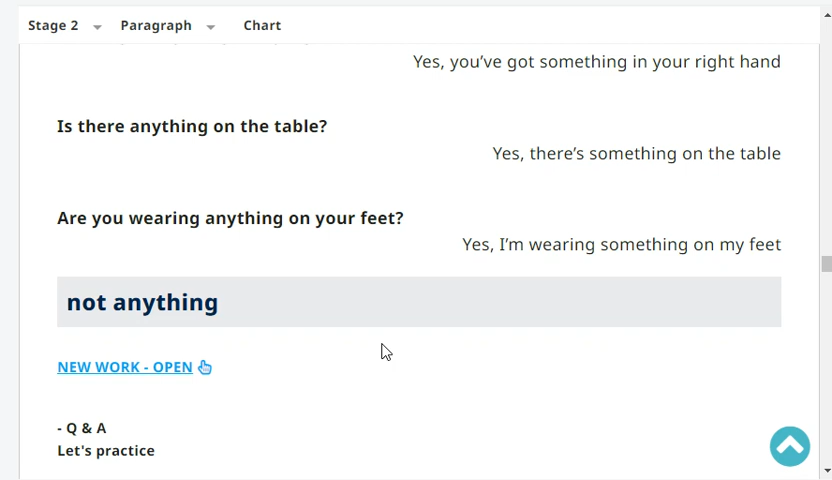 Stage 2 Paragraph Chart
Yes, you've got something in your right hand
Is there anything on the table?
Yes, there's something on the table
Are you wearing anything on your feet?
Yes, I'm wearing something on my feet
not anything
NEW WORK - OPEN
- Q & A
Let's practice